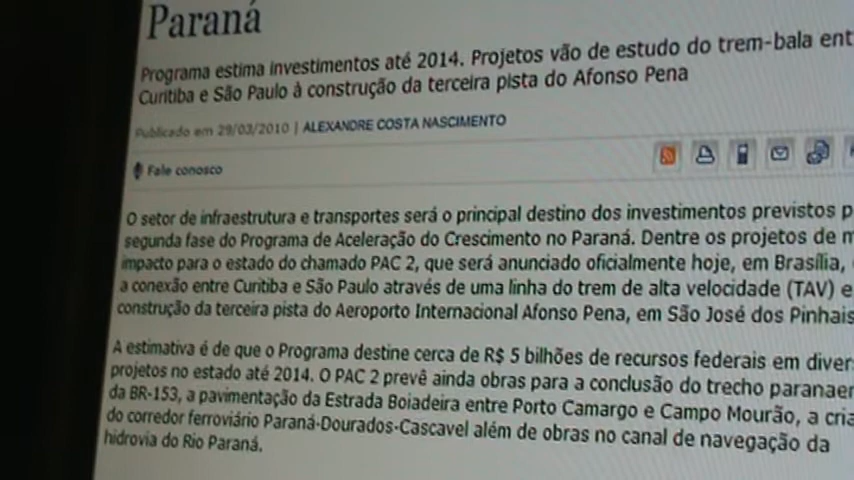 Paraná
Programa estima investimentos até 2014. Projetos vão de estudo do trem-bala ent
Curitiba e São Paulo à construção da terceira pista do Afonso Pena
Publicado em 29/03/2010 | ALEXANDRE COSTA NASCIMENTO
Fale conosco
O setor de infraestrutura e transportes será o principal destino dos investimentos previstos p
segunda fase do Programa de Aceleração do Crescimento no Paraná. Dentre os projetos de m
impacto para o estado do chamado PAC 2, que será anunciado oficialmente hoje, em Brasília,
a conexão entre Curitiba e São Paulo através de uma linha do trem de alta velocidade (TAV) e
construção da terceira pista do Aeroporto Internacional Afonso Pena, em São José dos Pinhais
A estimativa é de que o Programa destine cerca de R$ 5 bilhões de recursos federais em diver
projetos no estado até 2014. O PAC 2 prevê ainda obras para a conclusão do trecho paranaen
da BR-153, a pavimentação da Estrada Boiadeira entre Porto Camargo e Campo Mourão, a cria
do corredor ferroviário Paraná-Dourados-Cascavel além de obras no canal de navegação da
hidrovia do Rio Paraná.